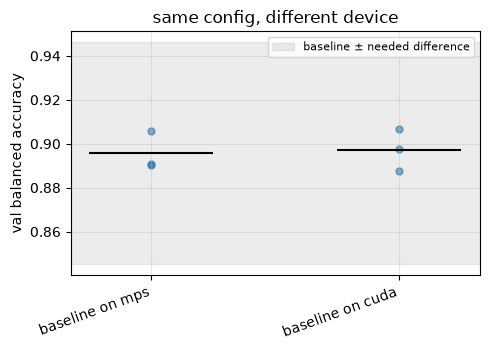 same config, different device
baseline ± needed difference
val balanced accuracy
0.94
0.92
0.90
0.88
0.86
baseline on mps
baseline on cuda